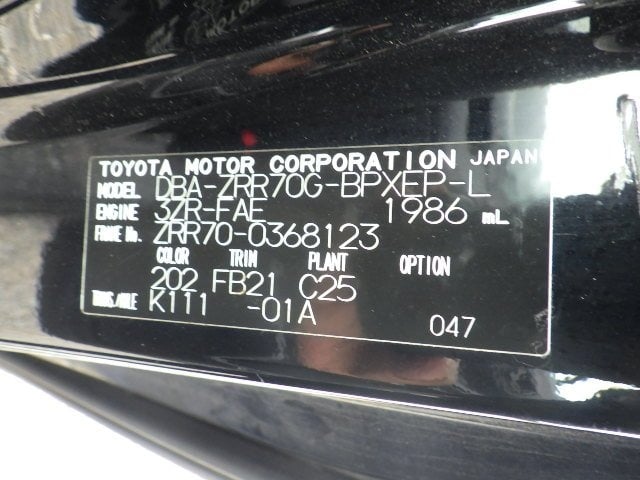 TOYOTA MOTOR CORPORATION JAPAN
MODEL DBA-ZRR70G-BPXEP-L
ENGINE 3ZR-FAE 1986 mL
FRAME No. ZRR70-0368123
COLOR TRIM PLANT OPTION
202 FB21 C25
TRANS./AXLE K111 -01A
047